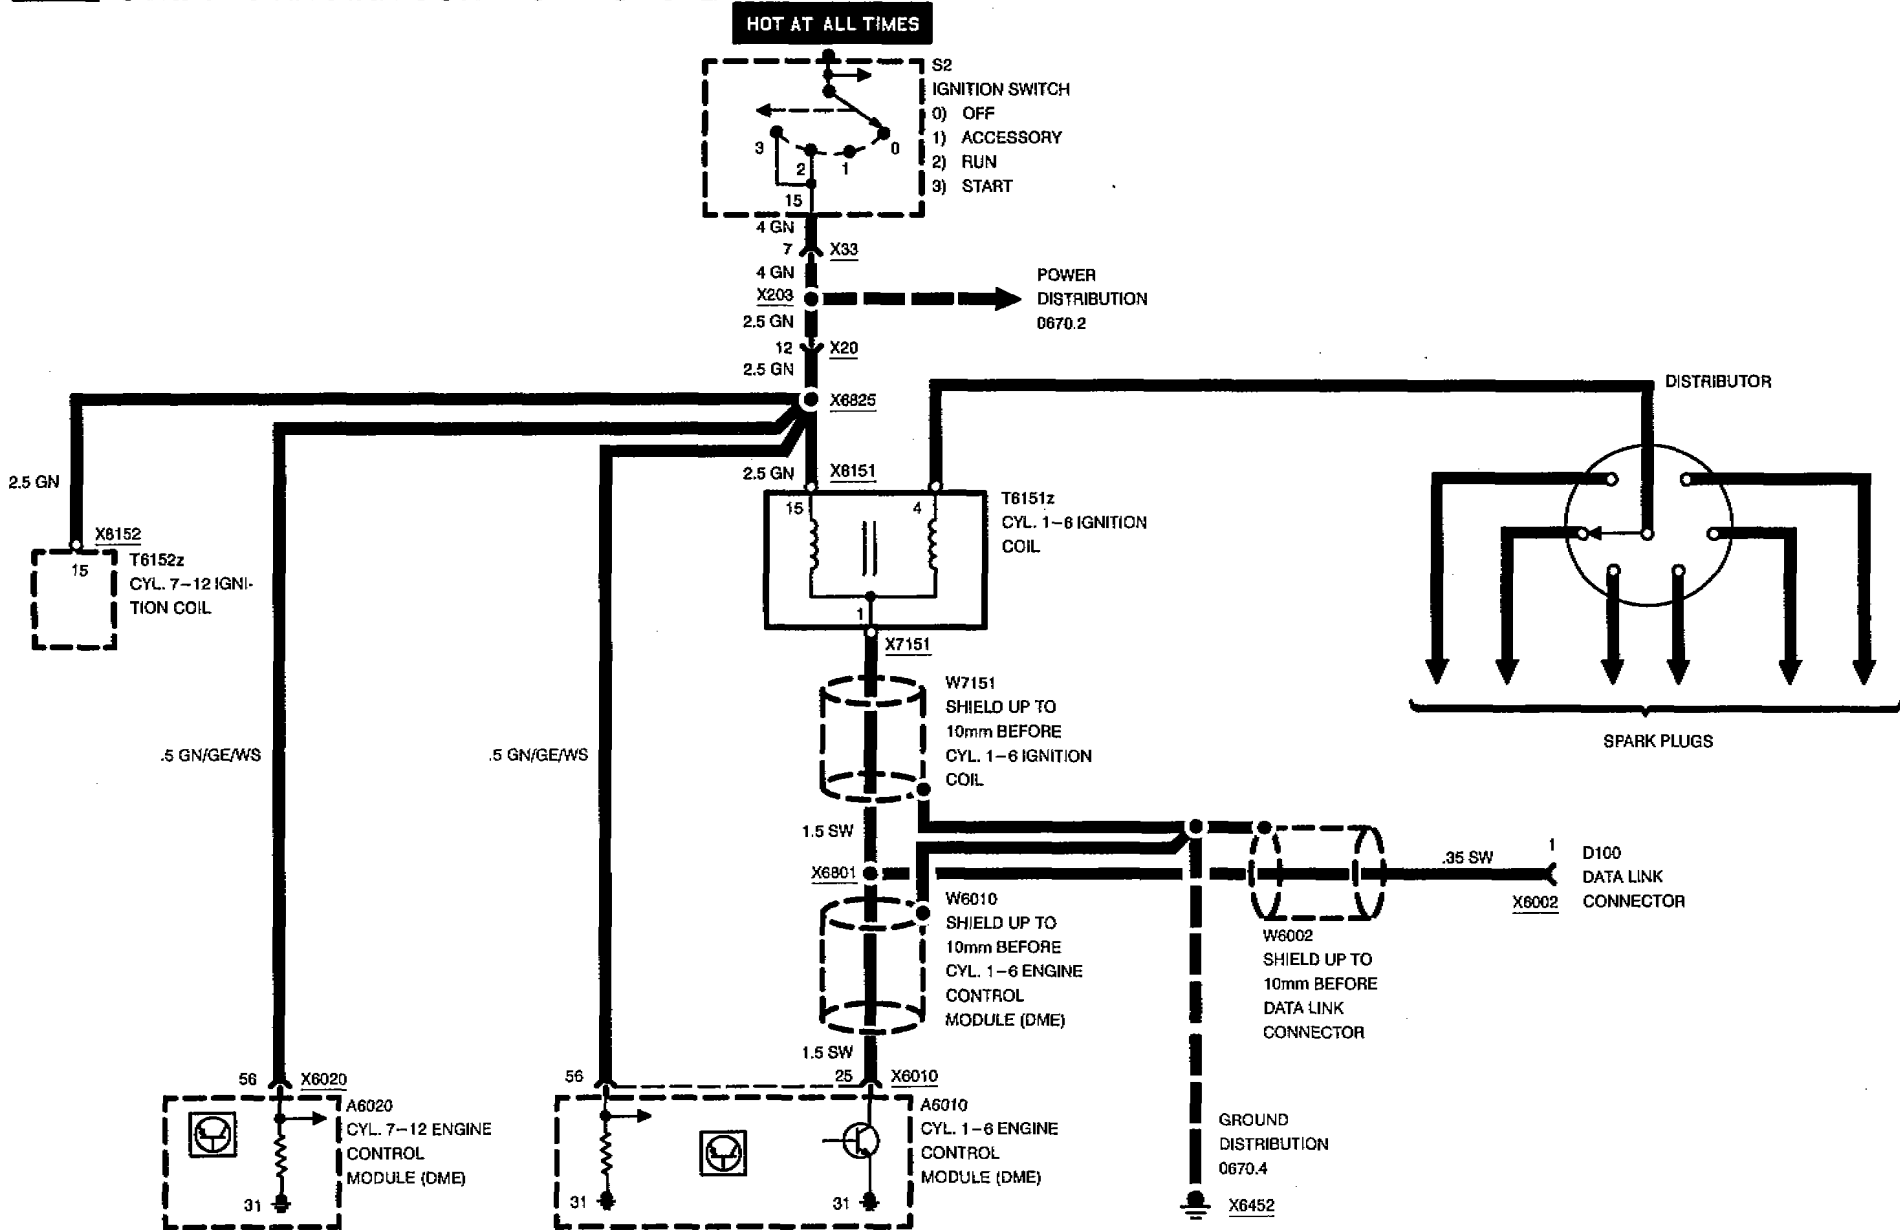 HOT AT ALL TIMES
S2
IGNITION SWITCH
0) OFF
1) ACCESSORY
2) RUN
3) START
3
2
1
0
15
4 GN
7
X33
4 GN
X203
POWER
DISTRIBUTION
0670.2
2.5 GN
12
X20
2.5 GN
X6825
DISTRIBUTOR
2.5 GN
X6151
2.5 GN
15
4
T6151z
CYL. 1–6 IGNITION
COIL
X6152
15
T6152z
CYL. 7–12 IGNI-
TION COIL
1
X7151
W7151
SHIELD UP TO
10mm BEFORE
CYL. 1–6 IGNITION
COIL
SPARK PLUGS
.5 GN/GE/WS
.5 GN/GE/WS
1.5 SW
X6801
.35 SW
1
D100
DATA LINK
CONNECTOR
X6002
W6010
SHIELD UP TO
10mm BEFORE
CYL. 1–6 ENGINE
CONTROL
MODULE (DME)
W6002
SHIELD UP TO
10mm BEFORE
DATA LINK
CONNECTOR
1.5 SW
56
X6020
56
25
X6010
A6020
CYL. 7–12 ENGINE
CONTROL
MODULE (DME)
31
A6010
CYL. 1–6 ENGINE
CONTROL
MODULE (DME)
31
31
GROUND
DISTRIBUTION
0670.4
X6452